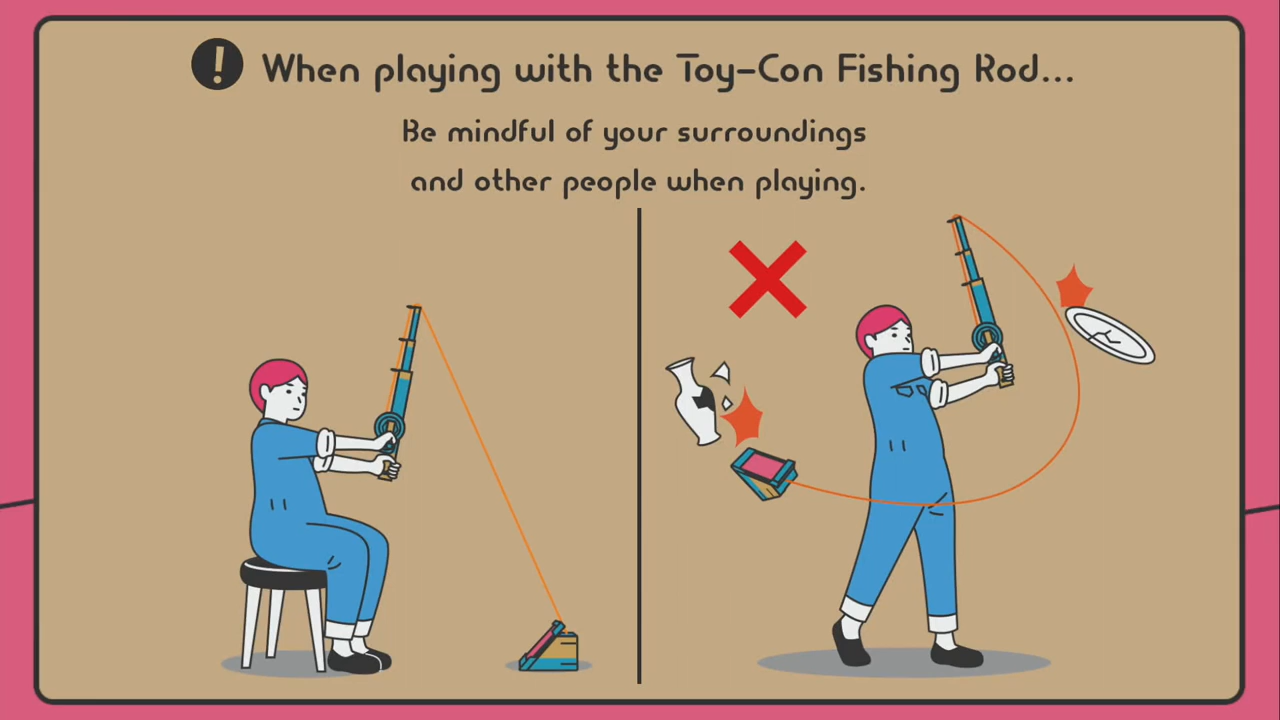 ! When playing with the Toy-Con Fishing Rod...
Be mindful of your surroundings
and other people when playing.